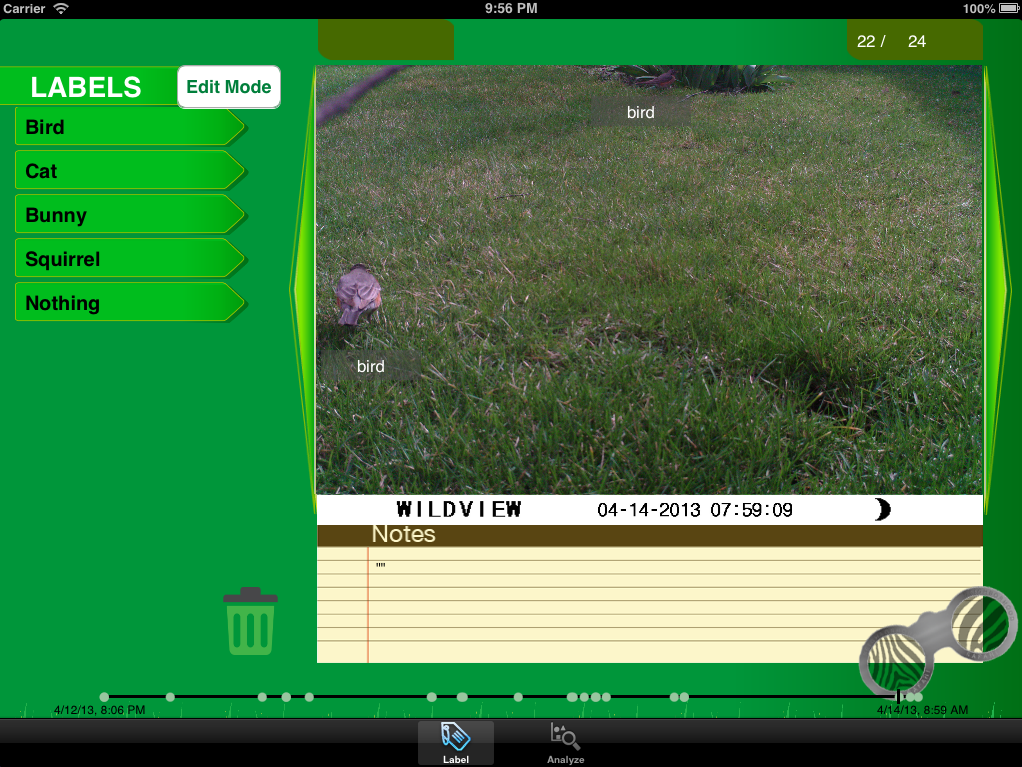 Carrier 9:56 PM 100%
22 / 24
LABELS Edit Mode
Bird
Cat
Bunny
Squirrel
Nothing
bird
bird
WILDVIEW 04-14-2013 07:59:09
Notes
""
4/12/13, 8:06 PM 4/14/13, 8:59 AM
Label Analyze